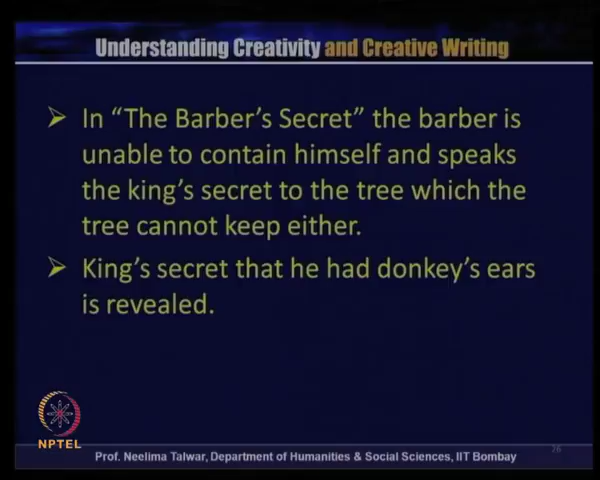 Understanding Creativity and Creative Writing
➢ In “The Barber’s Secret” the barber is
unable to contain himself and speaks
the king’s secret to the tree which the
tree cannot keep either.
➢ King’s secret that he had donkey’s ears
is revealed.
NPTEL
Prof. Neelima Talwar, Department of Humanities & Social Sciences, IIT Bombay
76